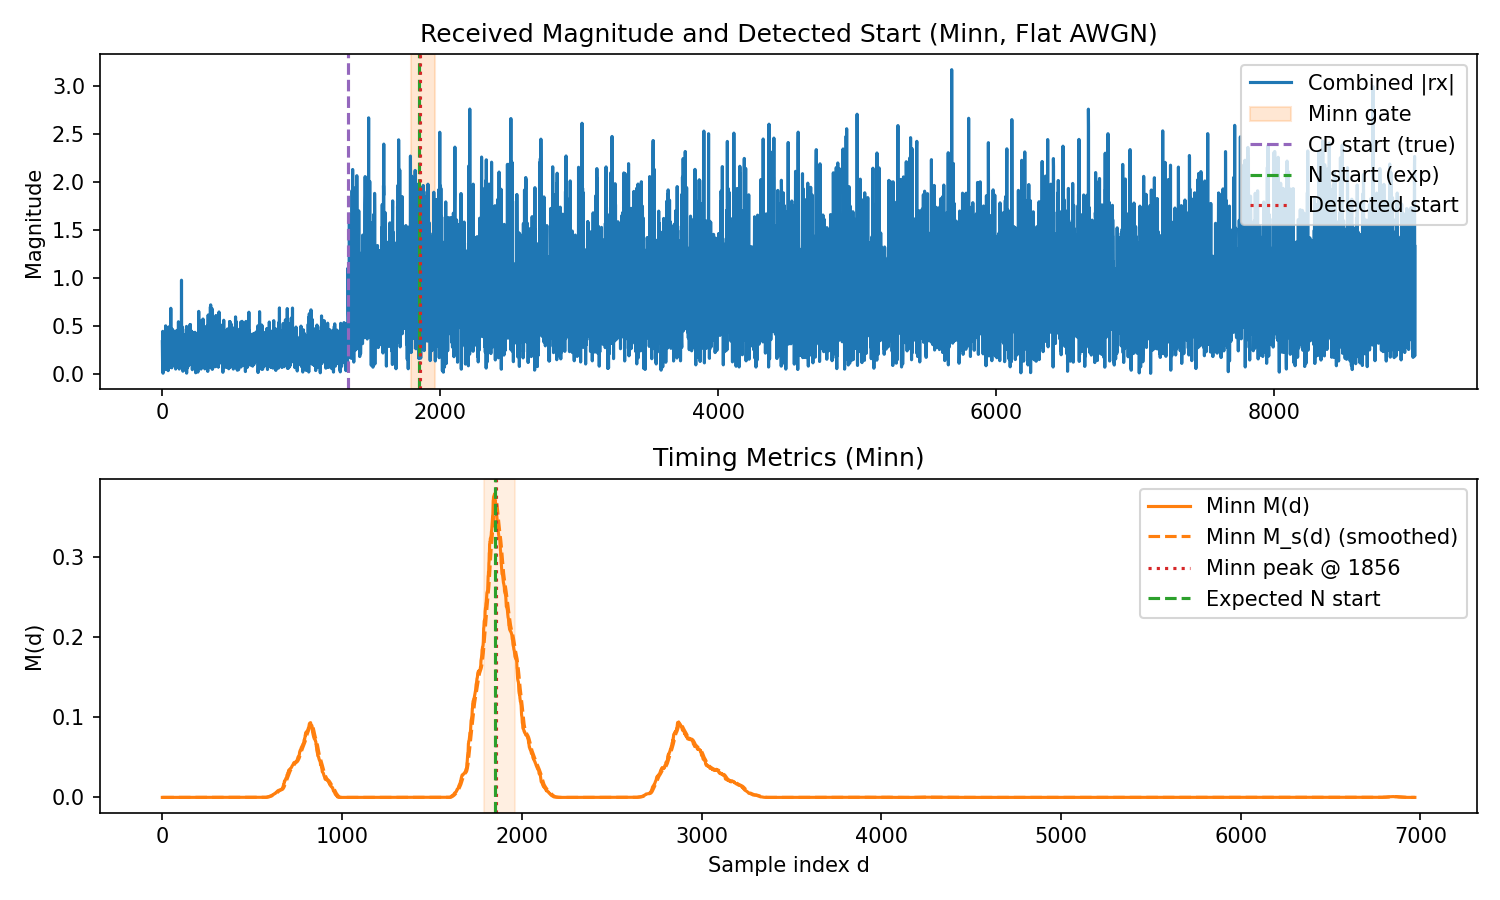 Received Magnitude and Detected Start (Minn, Flat AWGN)
Magnitude
3.0
2.5
2.0
1.5
1.0
0.5
0.0
Combined |rx|
Minn gate
CP start (true)
N start (exp)
Detected start
0 2000 4000 6000 8000
Timing Metrics (Minn)
M(d)
0.3
0.2
0.1
0.0
Minn M(d)
Minn M_s(d) (smoothed)
Minn peak @ 1856
Expected N start
0 1000 2000 3000 4000 5000 6000 7000
Sample index d